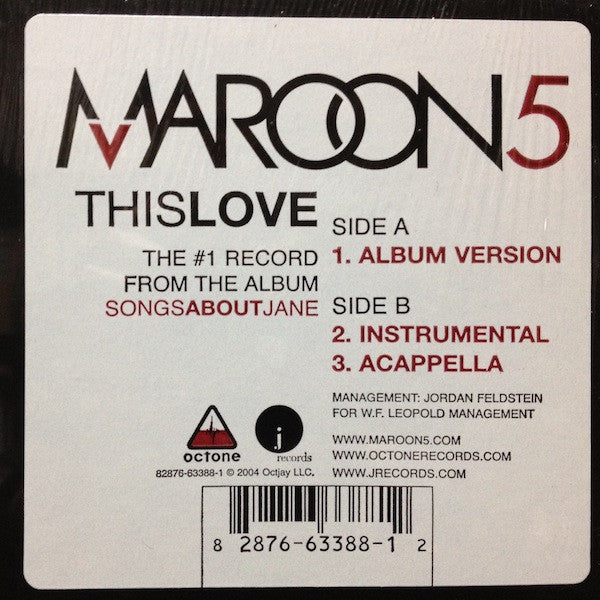 MAROON5
THISLOVE
THE #1 RECORD
FROM THE ALBUM
SONGSABOUTJANE
SIDE A
1. ALBUM VERSION
SIDE B
2. INSTRUMENTAL
3. ACAPPELLA
MANAGEMENT: JORDAN FELDSTEIN
FOR W.F. LEOPOLD MANAGEMENT
WWW.MAROON5.COM
WWW.OCTONERECORDS.COM
WWW.JRECORDS.COM
octone
j
records
82876-63388-1 © 2004 Octjay LLC.
8 2876-63388-1 2